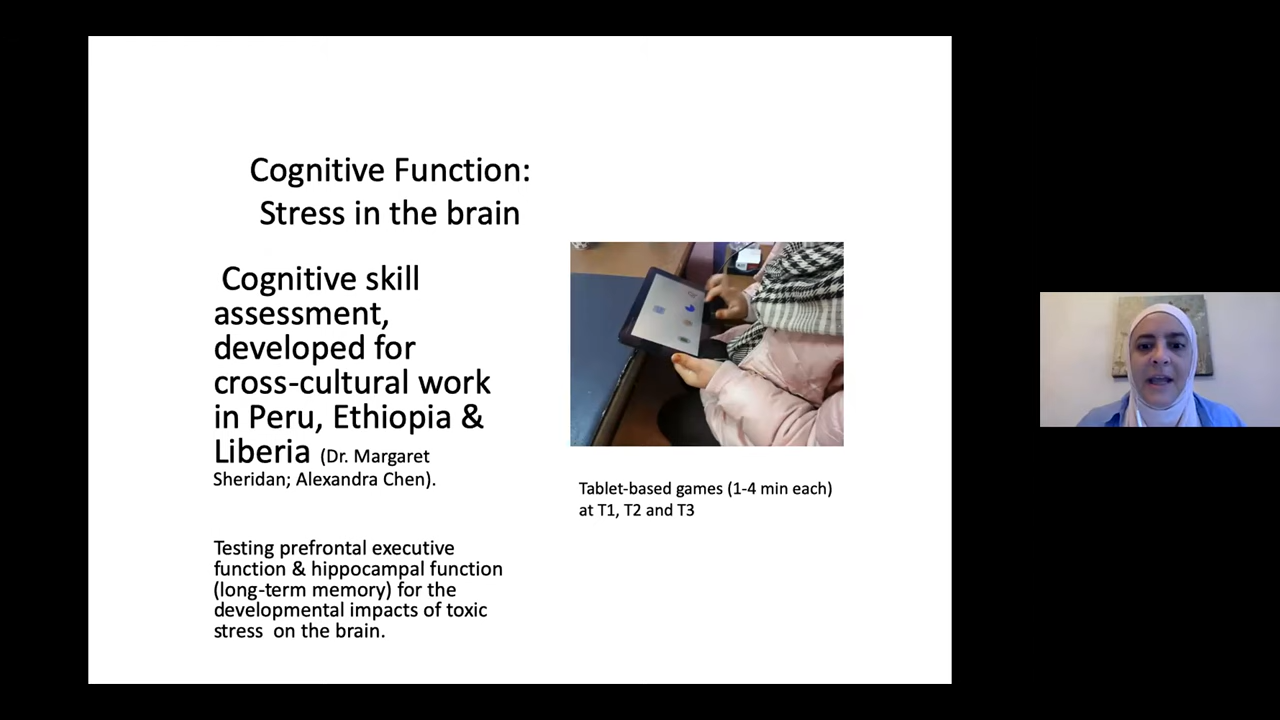 Cognitive Function:
Stress in the brain
Cognitive skill
assessment,
developed for
cross-cultural work
in Peru, Ethiopia &
Liberia (Dr. Margaret
Sheridan; Alexandra Chen).
Testing prefrontal executive
function & hippocampal function
(long-term memory) for the
developmental impacts of toxic
stress  on the brain.
Tablet-based games (1-4 min each)
at T1, T2 and T3